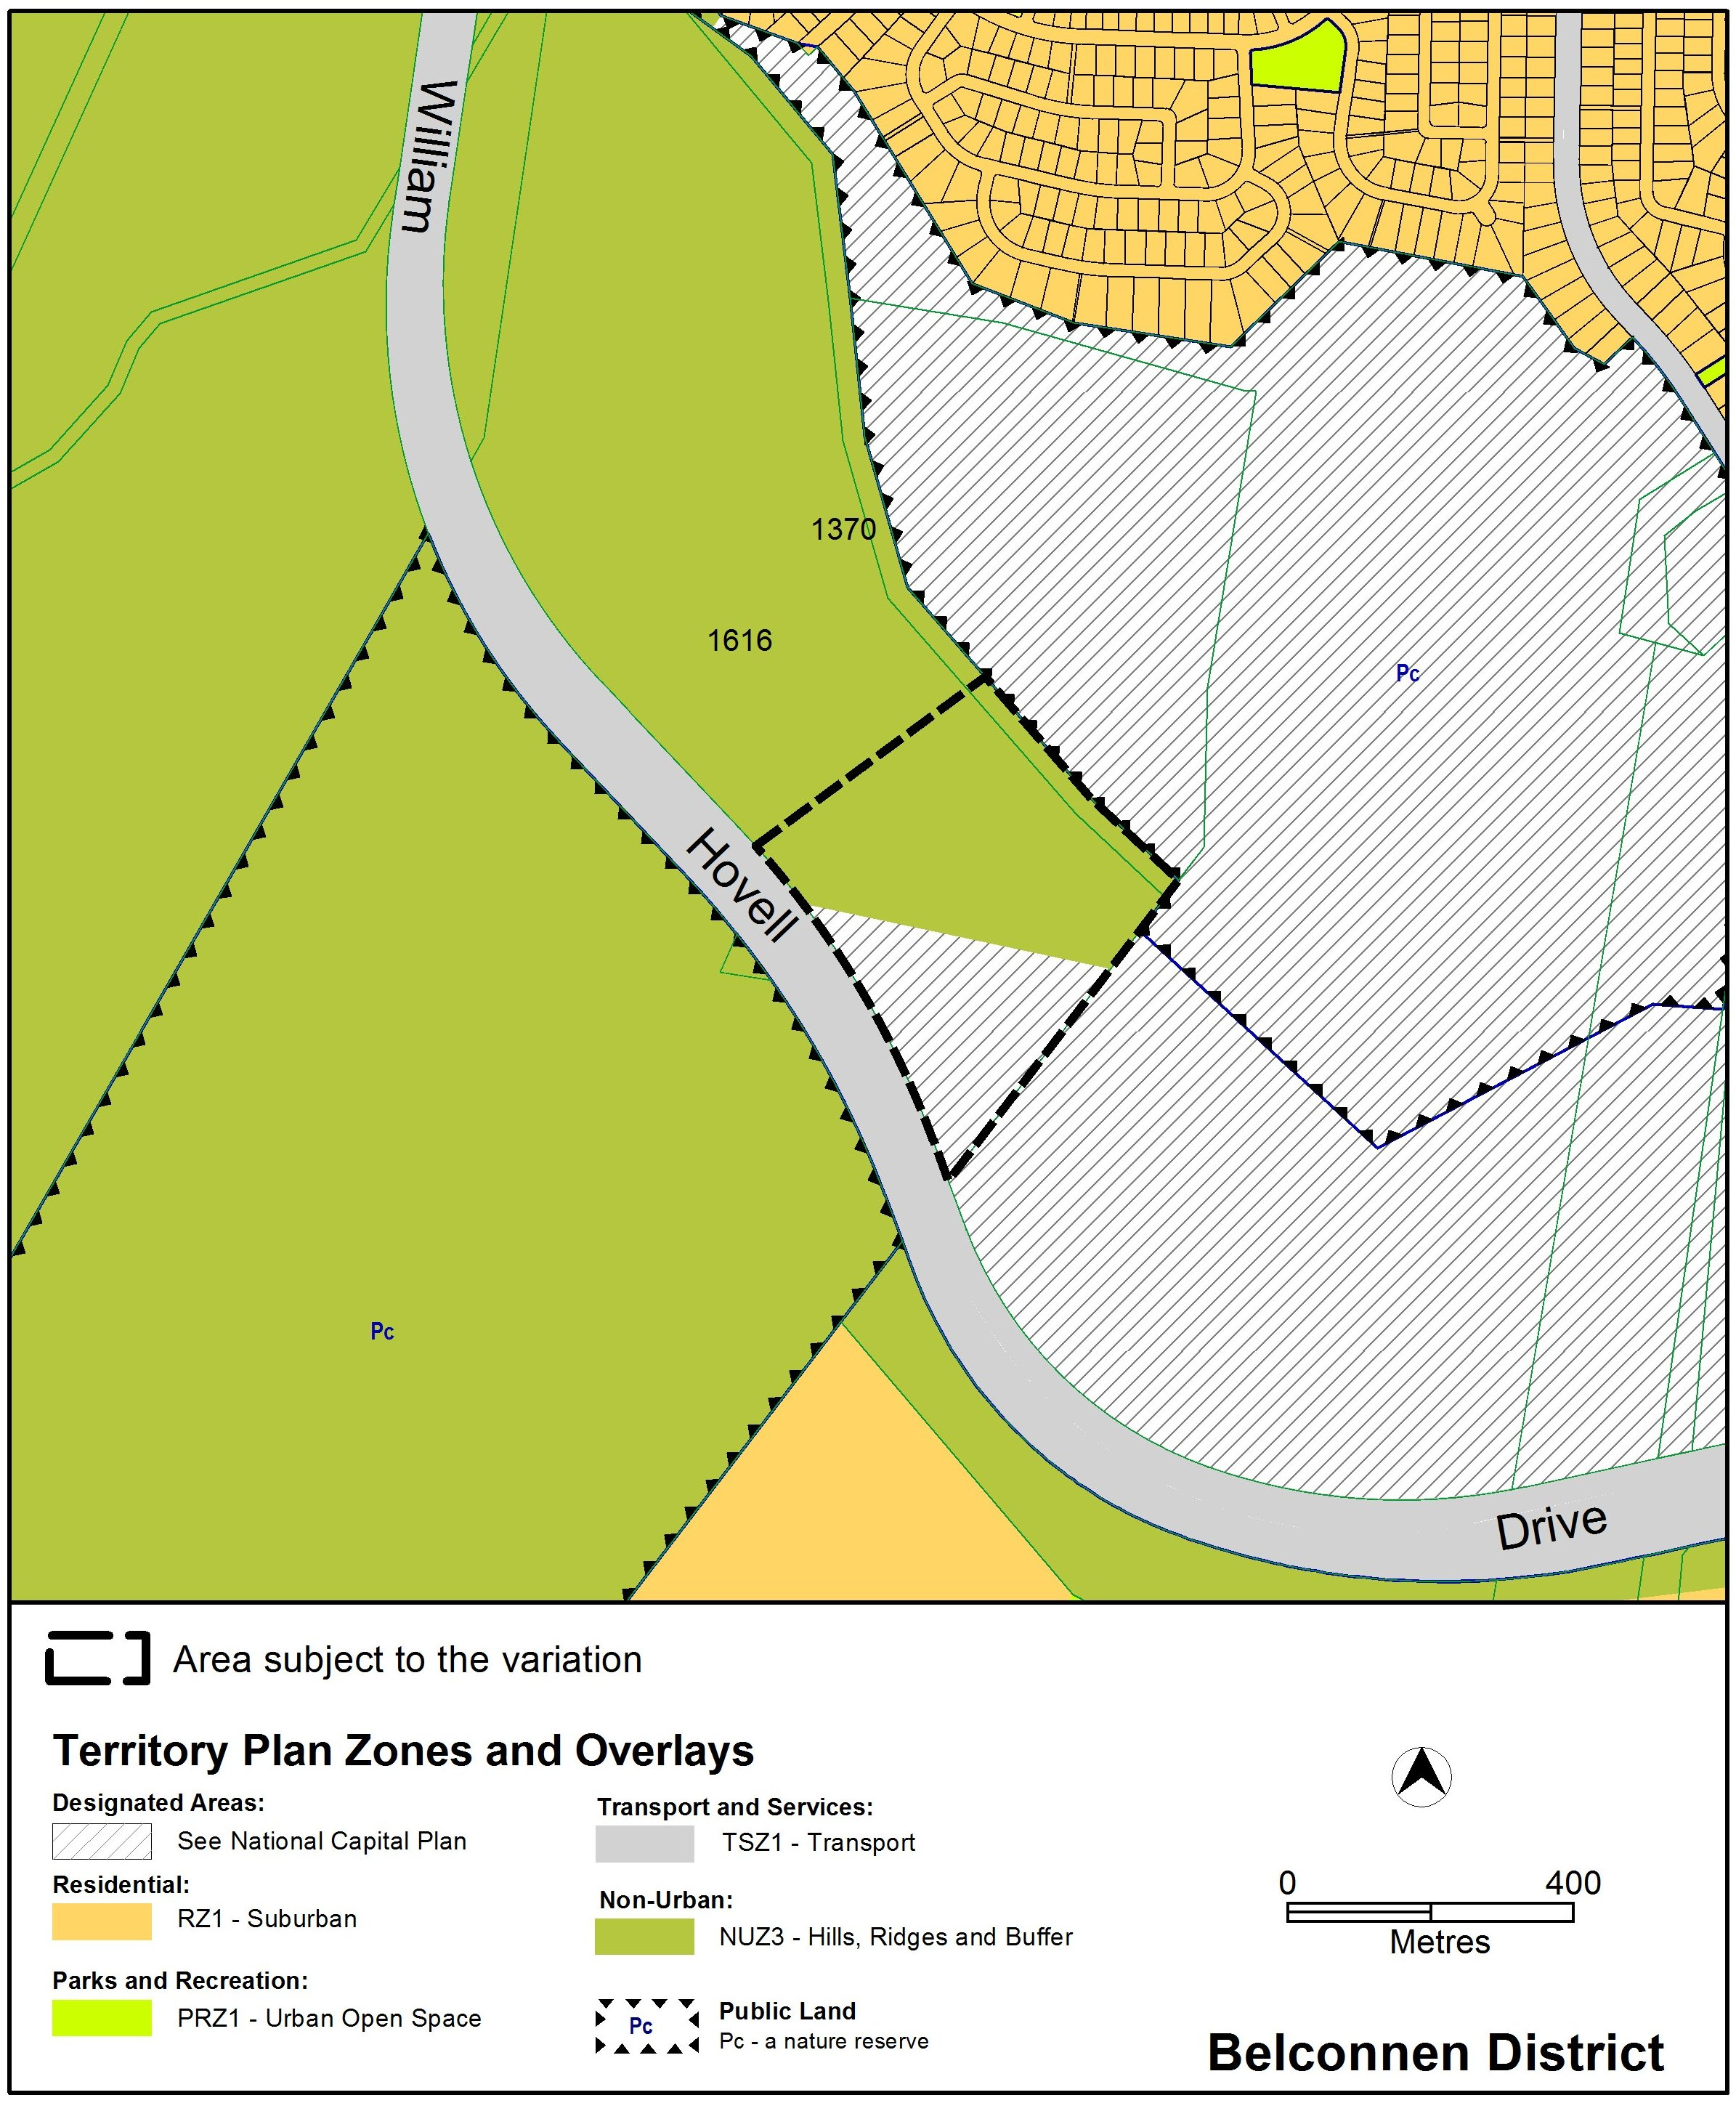 William
1370
1616
Pc
Hovell
Pc
Drive
Area subject to the variation
Territory Plan Zones and Overlays
Designated Areas:
See National Capital Plan
Residential:
RZ1 - Suburban
Parks and Recreation:
PRZ1 - Urban Open Space
Transport and Services:
TSZ1 - Transport
Non-Urban:
NUZ3 - Hills, Ridges and Buffer
Pc
Public Land
Pc - a nature reserve
0 400
Metres
Belconnen District